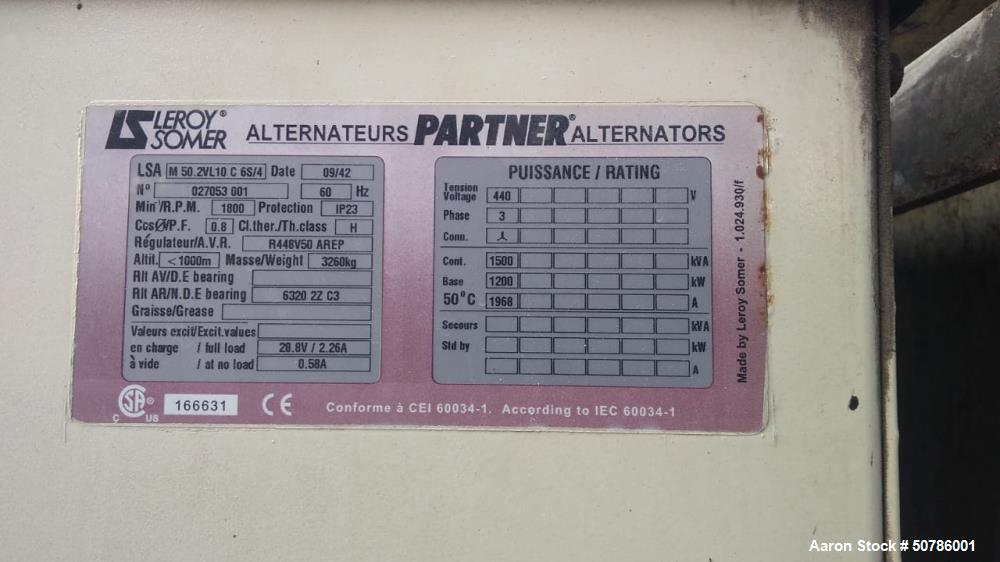 LS LEROY® SOMER ALTERNATEURS PARTNER® ALTERNATORS
LSA M 50.2VL10 C 6S/4 Date 09/42
N° 027053 001 60 Hz
Min⁻¹/R.P.M. 1800 Protection IP23
Cos Ø/P.F. 0.8 Cl.ther./Th.class H
Régulateur/A.V.R. R448V50 AREP
Altit. <1000m Masse/Weight 3260kg
Rlt AV/D.E bearing
Rlt AR/N.D.E bearing 6320 2Z C3
Graisse/Grease
Valeurs excit/Excit.values
en charge / full load 28.8V / 2.26A
à vide / at no load 0.58A
PUISSANCE / RATING
Tension
Voltage 440 V
Phase 3
Conn.
Cont. 1500 kVA
Base 1200 kW
50°C 1968 A
Secours kVA
Std by kW
A
Made by Leroy Somer - 1.024.930/f
C SA® US 166631 CE Conforme à CEI 60034-1. According to IEC 60034-1
Aaron Stock # 50786001